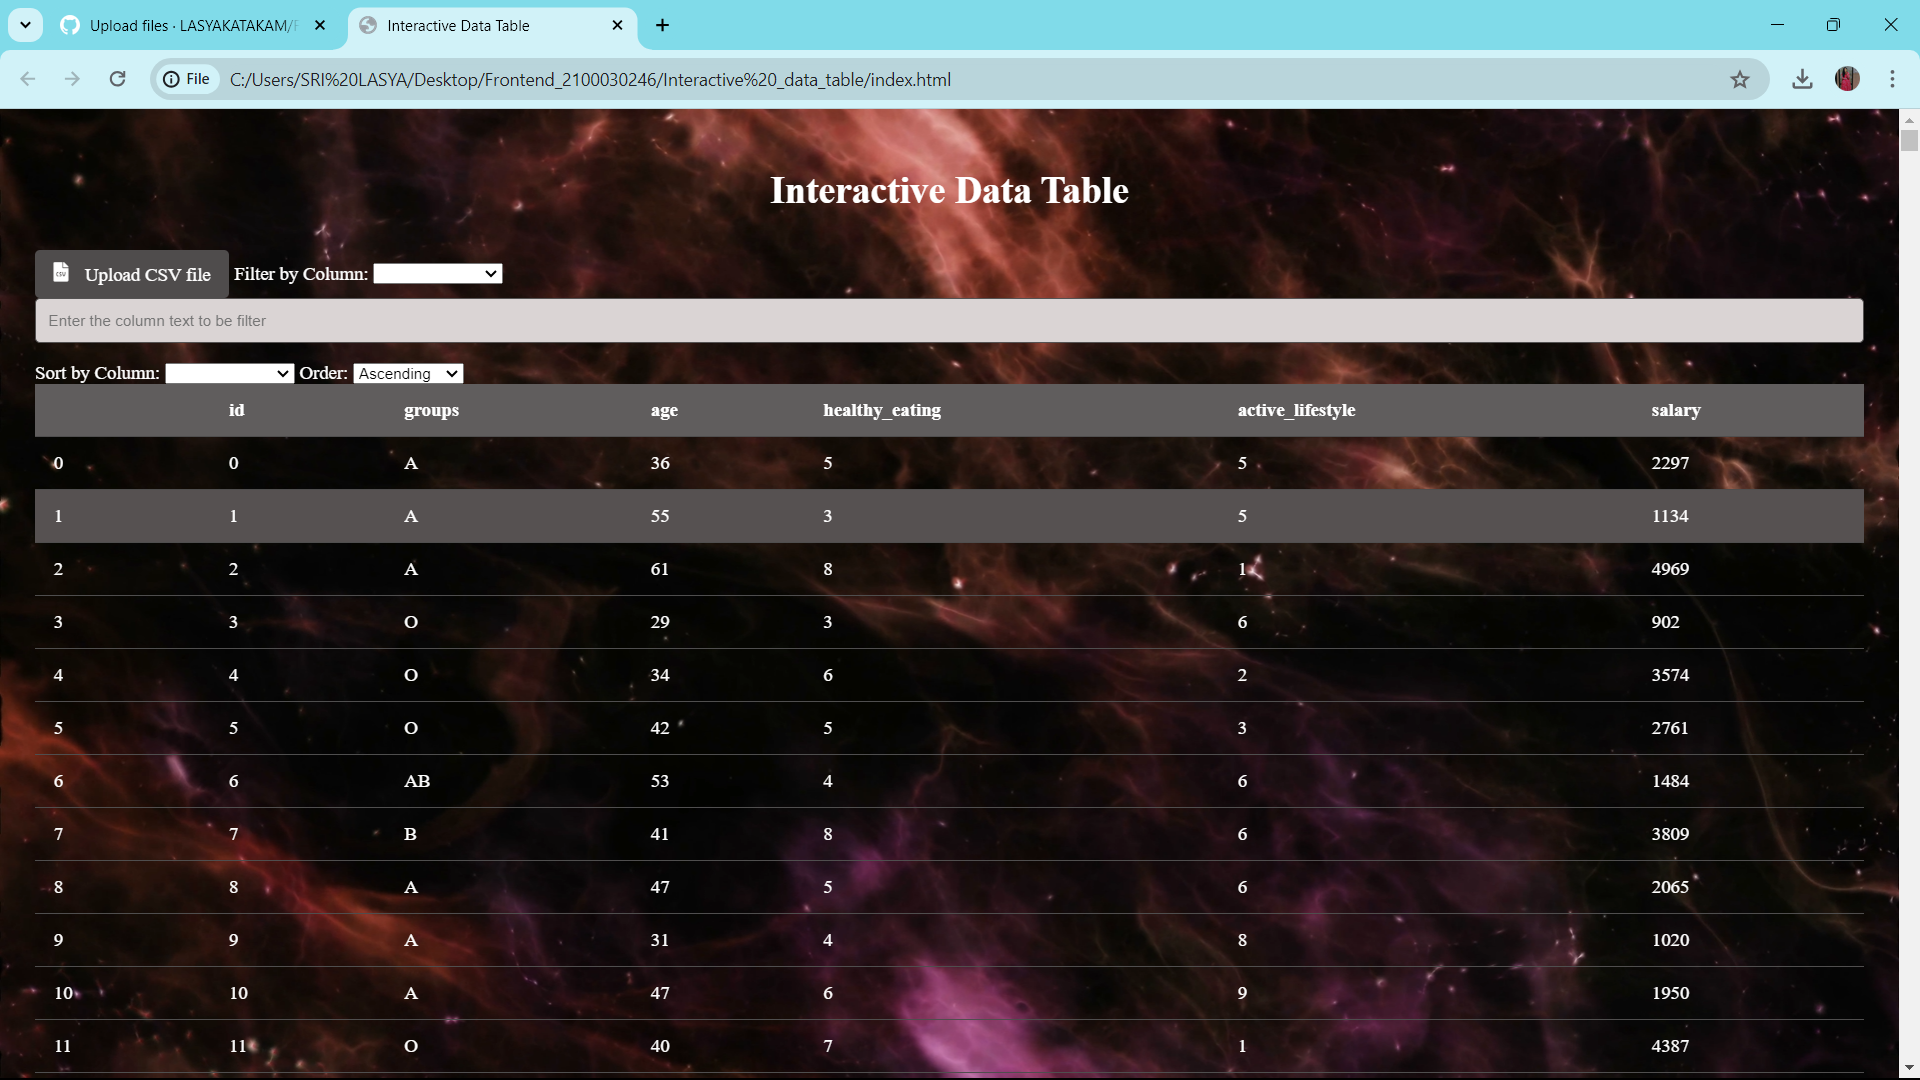 Upload files · LASYAKATAKAM/F
Interactive Data Table
File
C:/Users/SRI%20LASYA/Desktop/Frontend_2100030246/Interactive%20_data_table/index.html
Interactive Data Table
CSV Upload CSV file Filter by Column:
Enter the column text to be filter
Sort by Column: Order: Ascending
id groups age healthy_eating active_lifestyle salary
0 0 A 36 5 5 2297
1 1 A 55 3 5 1134
2 2 A 61 8 1 4969
3 3 O 29 3 6 902
4 4 O 34 6 2 3574
5 5 O 42 5 3 2761
6 6 AB 53 4 6 1484
7 7 B 41 8 6 3809
8 8 A 47 5 6 2065
9 9 A 31 4 8 1020
10 10 A 47 6 9 1950
11 11 O 40 7 1 4387